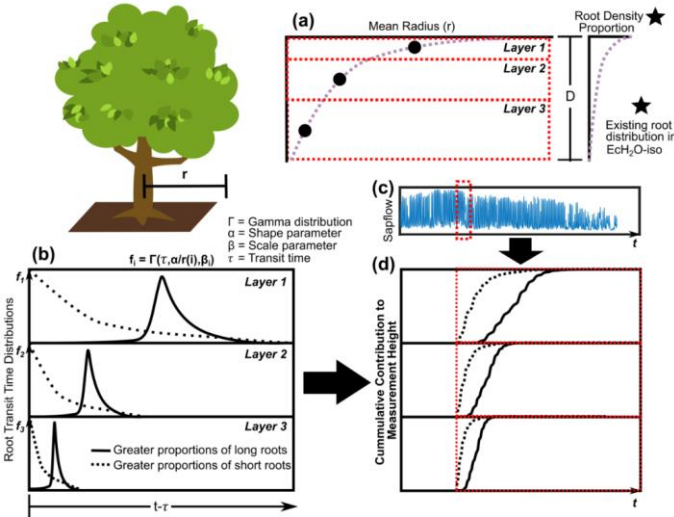 (a)
Mean Radius (r)
Layer 1
Layer 2
Layer 3
D
Root Density
Proportion
Existing root
distribution in
EcH₂O-iso
r
Γ = Gamma distribution
α = Shape parameter
β = Scale parameter
τ = Transit time
(b)
fᵢ = Γ(τ,α/r(i),βᵢ)
Root Transit Time Distributions
f₁
Layer 1
f₂
Layer 2
f₃
Layer 3
Greater proportions of long roots
Greater proportions of short roots
t-τ
(c)
Sapflow
t
(d)
Cummulative Contribution to
Measurement Height
t